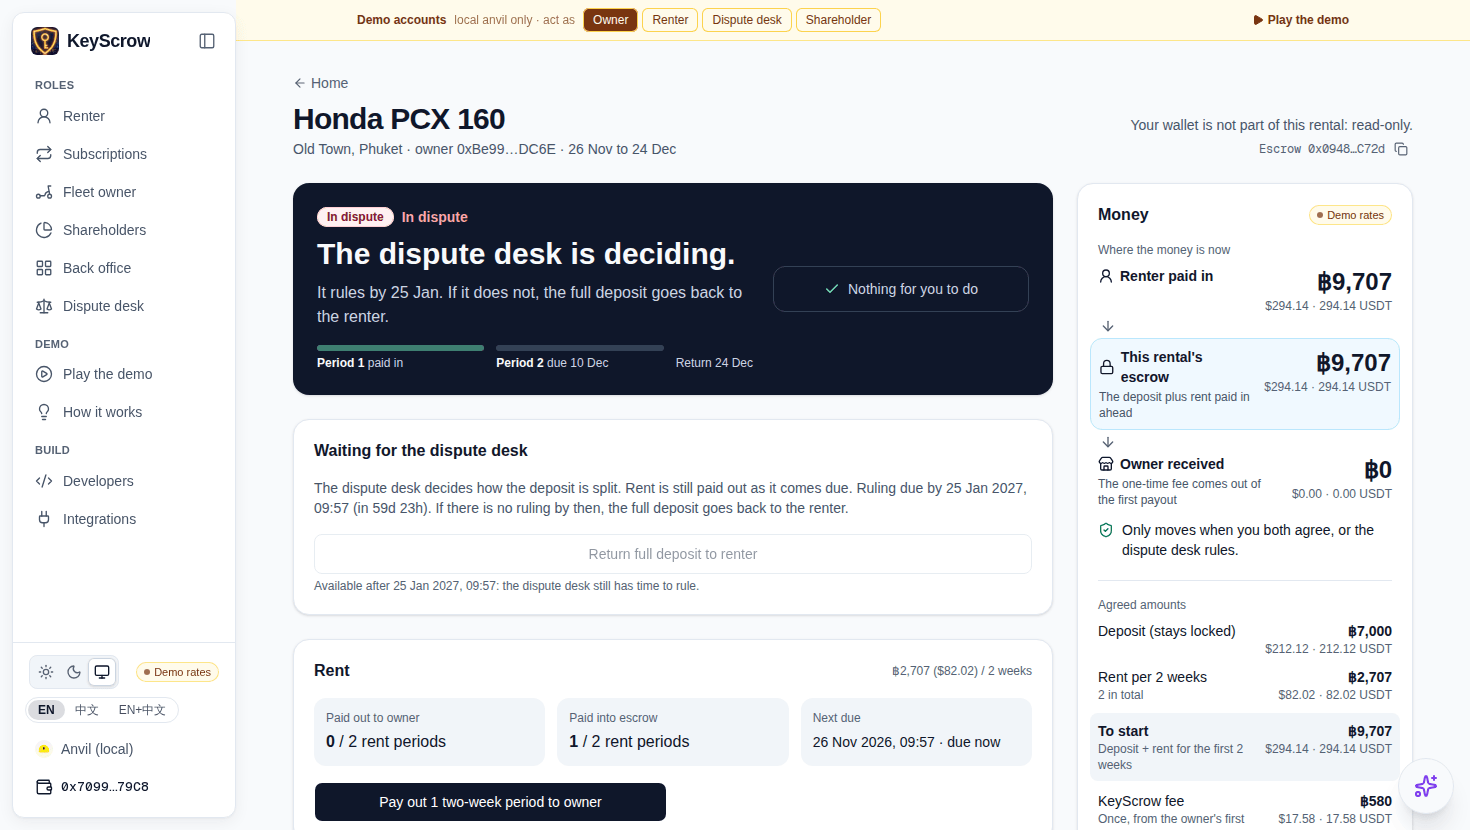 KeyScrow
ROLES
Renter
Subscriptions
Fleet owner
Shareholders
Back office
Dispute desk
DEMO
Play the demo
How it works
BUILD
Developers
Integrations
Demo rates
EN
中文
EN+中文
Anvil (local)
0x7099…79C8
Demo accounts local anvil only · act as Owner Renter Dispute desk Shareholder
Play the demo
Home
Honda PCX 160
Old Town, Phuket · owner 0xBe99…DC6E · 26 Nov to 24 Dec
Your wallet is not part of this rental: read-only.
Escrow 0x0948…C72d
In dispute In dispute
The dispute desk is deciding.
It rules by 25 Jan. If it does not, the full deposit goes back to
the renter.
Nothing for you to do
Period 1 paid in
Period 2 due 10 Dec
Return 24 Dec
Waiting for the dispute desk
The dispute desk decides how the deposit is split. Rent is still paid out as it comes due. Ruling due by 25 Jan 2027,
09:57 (in 59d 23h). If there is no ruling by then, the full deposit goes back to the renter.
Return full deposit to renter
Available after 25 Jan 2027, 09:57: the dispute desk still has time to rule.
Rent
฿2,707 ($82.02) / 2 weeks
Paid out to owner
0 / 2 rent periods
Paid into escrow
1 / 2 rent periods
Next due
26 Nov 2026, 09:57 · due now
Pay out 1 two-week period to owner
Money
Demo rates
Where the money is now
Renter paid in
฿9,707
$294.14 · 294.14 USDT
This rental's
escrow
The deposit plus rent paid in
ahead
฿9,707
$294.14 · 294.14 USDT
Owner received
The one-time fee comes out of
the first payout
฿0
$0.00 · 0.00 USDT
Only moves when you both agree, or the
dispute desk rules.
Agreed amounts
Deposit (stays locked)
฿7,000
$212.12 · 212.12 USDT
Rent per 2 weeks
2 in total
฿2,707
$82.02 · 82.02 USDT
To start
Deposit + rent for the first 2
weeks
฿9,707
$294.14 · 294.14 USDT
KeyScrow fee
Once, from the owner's first
฿580
$17.58 · 17.58 USDT